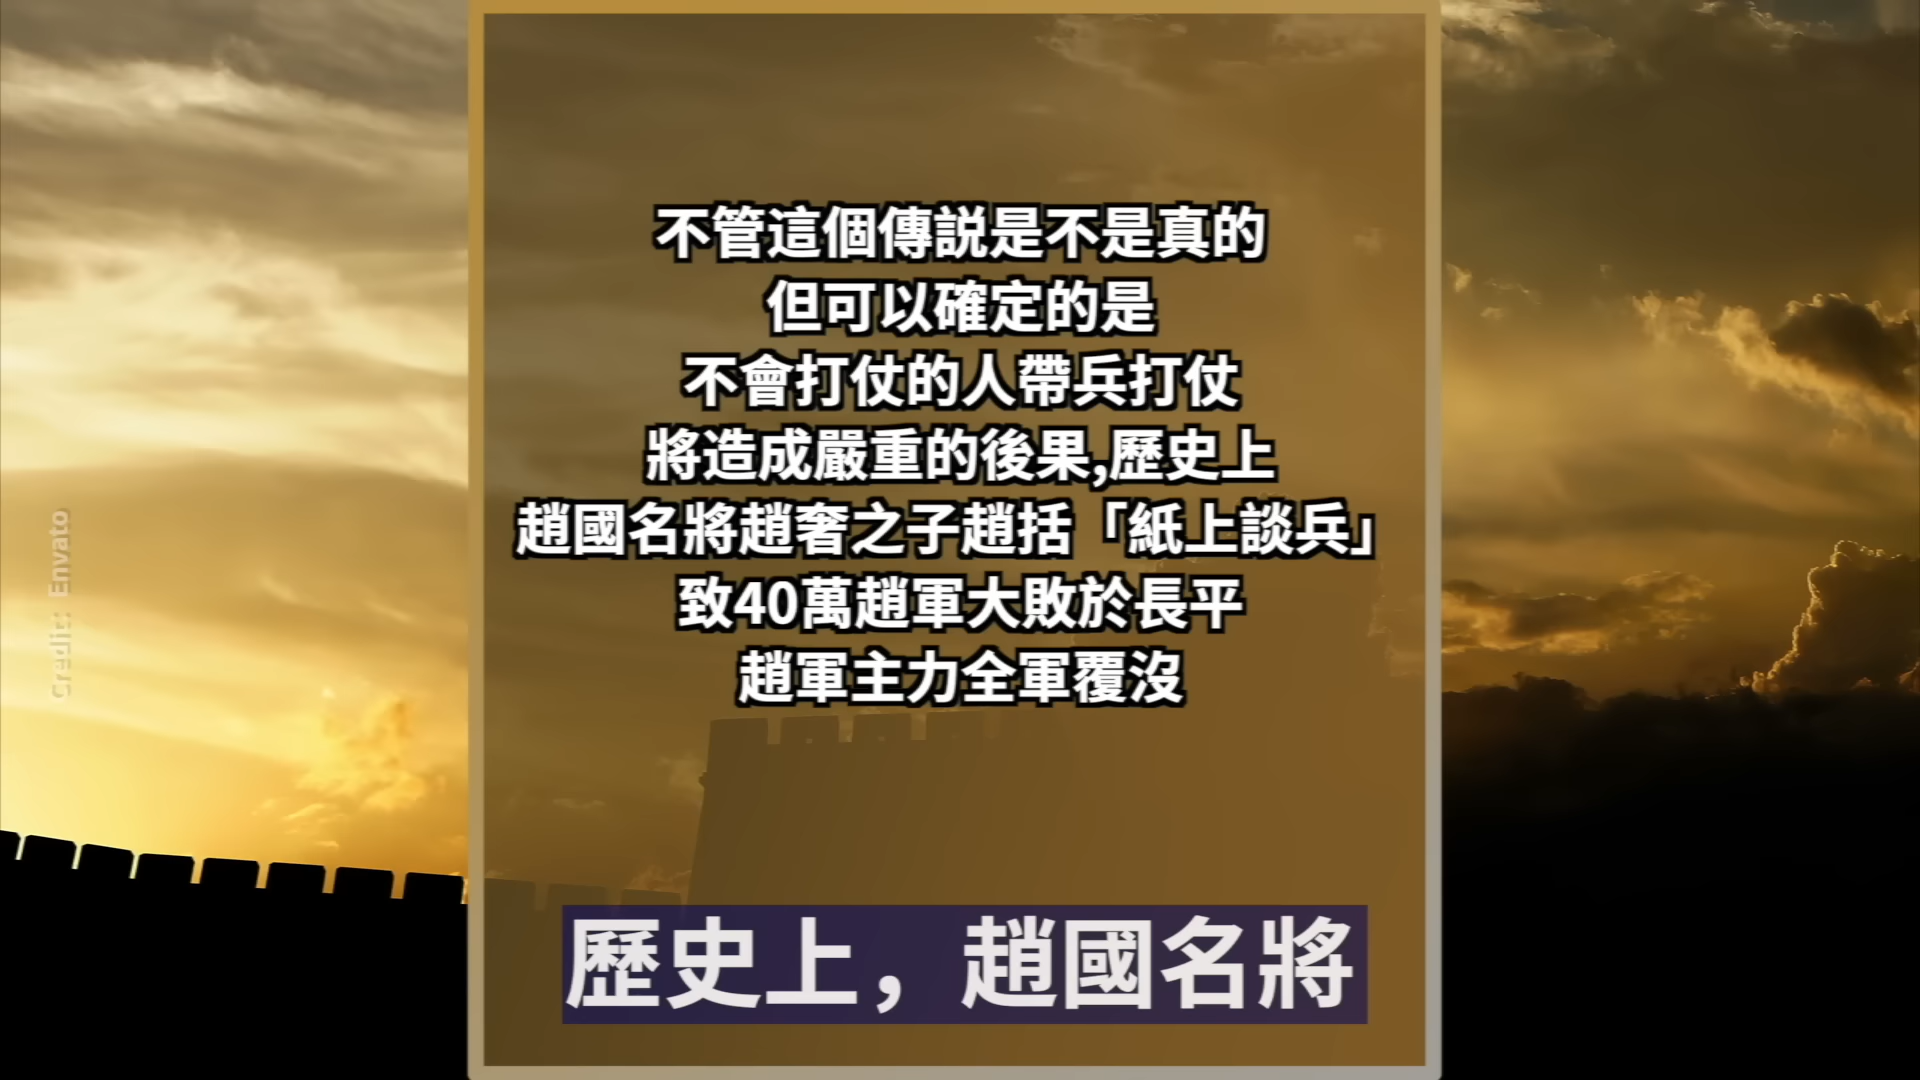 不管這個傳説是不是真的
但可以確定的是
不會打仗的人帶兵打仗
將造成嚴重的後果,歷史上
趙國名將趙奢之子趙括「紙上談兵」
致40萬趙軍大敗於長平
趙軍主力全軍覆沒
歷史上，趙國名將
Credit: Envato